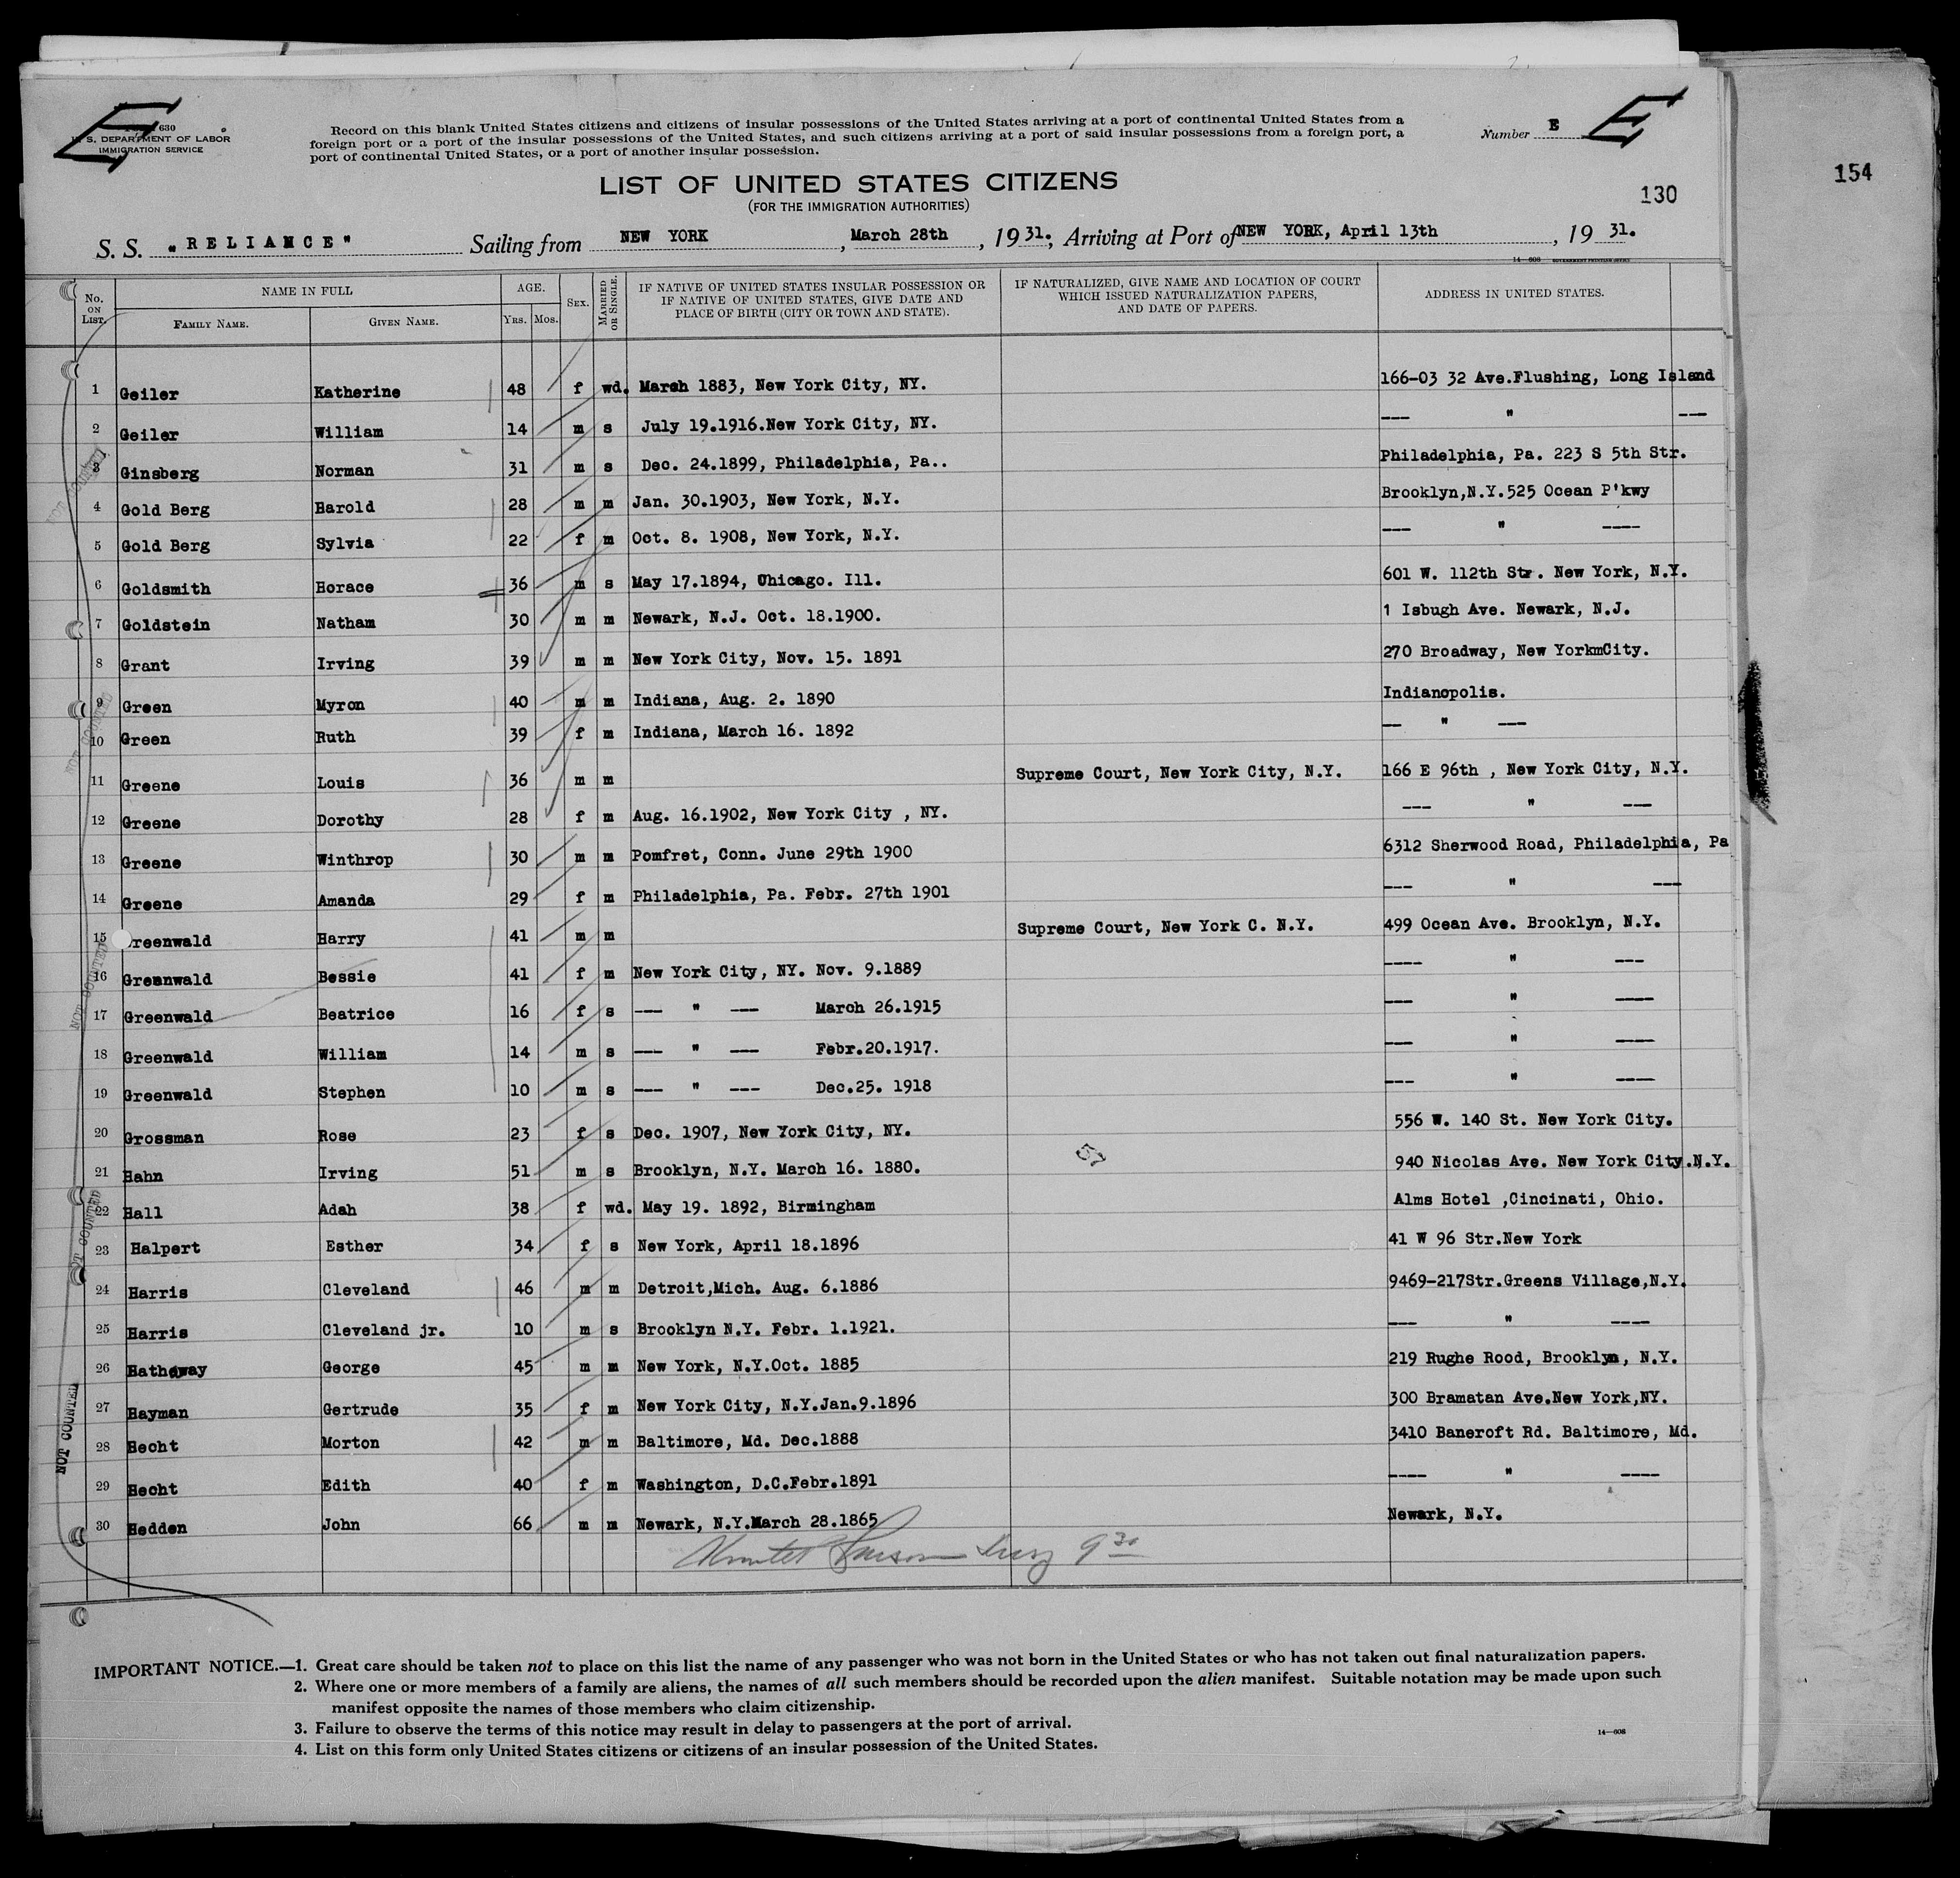 630
U. S. DEPARTMENT OF LABOR
IMMIGRATION SERVICE
E
Record on this blank United States citizens and citizens of insular possessions of the United States arriving at a port of continental United States from a
foreign port or a port of the insular possessions of the United States, and such citizens arriving at a port of said insular possessions from a foreign port, a
port of continental United States, or a port of another insular possession.
Number E
E
LIST OF UNITED STATES CITIZENS
(FOR THE IMMIGRATION AUTHORITIES)
130
154
S. S. "RELIANCE" Sailing from NEW YORK, March 28th, 1931., Arriving at Port of NEW YORK, April 13th, 1931.
14—608 GOVERNMENT PRINTING OFFICE
No. ON LIST. NAME IN FULL AGE. SEX. MARRIED OR SINGLE. IF NATIVE OF UNITED STATES INSULAR POSSESSION OR IF NATIVE OF UNITED STATES, GIVE DATE AND PLACE OF BIRTH (CITY OR TOWN AND STATE). IF NATURALIZED, GIVE NAME AND LOCATION OF COURT WHICH ISSUED NATURALIZATION PAPERS, AND DATE OF PAPERS. ADDRESS IN UNITED STATES.
FAMILY NAME. GIVEN NAME. YRS. MOS.
1 Geiler Katherine 48 f wd. March 1883, New York City, NY. 166-03 32 Ave.Flushing, Long Island
2 Geiler William 14 m s July 19.1916.New York City, NY. --- " ---
3 Ginsberg Norman 31 m s Dec. 24.1899, Philadelphia, Pa.. Philadelphia, Pa. 223 S 5th Str.
4 Gold Berg Harold 28 m m Jan. 30.1903, New York, N.Y. Brooklyn,N.Y.525 Ocean P'kwy
5 Gold Berg Sylvia 22 f m Oct. 8. 1908, New York, N.Y. --- " ----
6 Goldsmith Horace 36 m s May 17.1894, Chicago. Ill. 601 W. 112th Str. New York, N.Y.
7 Goldstein Natham 30 m m Newark, N.J. Oct. 18.1900. 1 Isbugh Ave. Newark, N.J.
8 Grant Irving 39 m m New York City, Nov. 15. 1891 270 Broadway, New YorkmCity.
9 Green Myron 40 m m Indiana, Aug. 2. 1890 Indianopolis.
10 Green Ruth 39 f m Indiana, March 16. 1892 -- " ---
11 Greene Louis 36 m m Supreme Court, New York City, N.Y. 166 E 96th , New York City, N.Y.
12 Greene Dorothy 28 f m Aug. 16.1902, New York City , NY. --- " ---
13 Greene Winthrop 30 m m Pomfret, Conn. June 29th 1900 6312 Sherwood Road, Philadelphia, Pa
14 Greene Amanda 29 f m Philadelphia, Pa. Febr. 27th 1901 --- " ---
15 reenwald Harry 41 m m Supreme Court, New York C. N.Y. 499 Ocean Ave. Brooklyn, N.Y.
16 Greenwald Bessie 41 f m New York City, NY. Nov. 9.1889 ---- " ---
17 Greenwald Beatrice 16 f s --- " --- March 26.1915 --- " ----
18 Greenwald William 14 m s --- " --- Febr.20.1917. --- " ----
19 Greenwald Stephen 10 m s --- " --- Dec.25. 1918 --- " ----
20 Grossman Rose 23 f s Dec. 1907, New York City, NY. 556 W. 140 St. New York City.
21 Hahn Irving 51 m s Brooklyn, N.Y. March 16. 1880. 57 940 Nicolas Ave. New York City.N.Y.
22 Hall Adah 38 f wd. May 19. 1892, Birmingham Alms Hotel ,Cincinati, Ohio.
23 Halpert Esther 34 f s New York, April 18.1896 41 W 96 Str.New York
24 Harris Cleveland 46 m m Detroit,Mich. Aug. 6.1886 9469-217Str.Greens Village,N.Y.
25 Harris Cleveland jr. 10 m s Brooklyn N.Y. Febr. 1.1921. --- " ----
26 Hathaway George 45 m m New York, N.Y.Oct. 1885 219 Rughe Rood, Brooklyn, N.Y.
27 Hayman Gertrude 35 f m New York City, N.Y.Jan.9.1896 300 Bramatan Ave.New York,NY.
28 Hecht Morton 42 m m Baltimore, Md. Dec.1888 3410 Baneroft Rd. Baltimore, Md.
29 Hecht Edith 40 f m Washington, D.C.Febr.1891 ---- " ----
30 Hedden John 66 m m Newark, N.Y.March 28.1865 Newark, N.Y.
9 30
NOT COUNTED
NOT COUNTED
NOT COUNTED
NOT COUNTED
NOT COUNTED
IMPORTANT NOTICE.—1. Great care should be taken not to place on this list the name of any passenger who was not born in the United States or who has not taken out final naturalization papers.
2. Where one or more members of a family are aliens, the names of all such members should be recorded upon the alien manifest. Suitable notation may be made upon such
manifest opposite the names of those members who claim citizenship.
3. Failure to observe the terms of this notice may result in delay to passengers at the port of arrival.
4. List on this form only United States citizens or citizens of an insular possession of the United States.
14—608